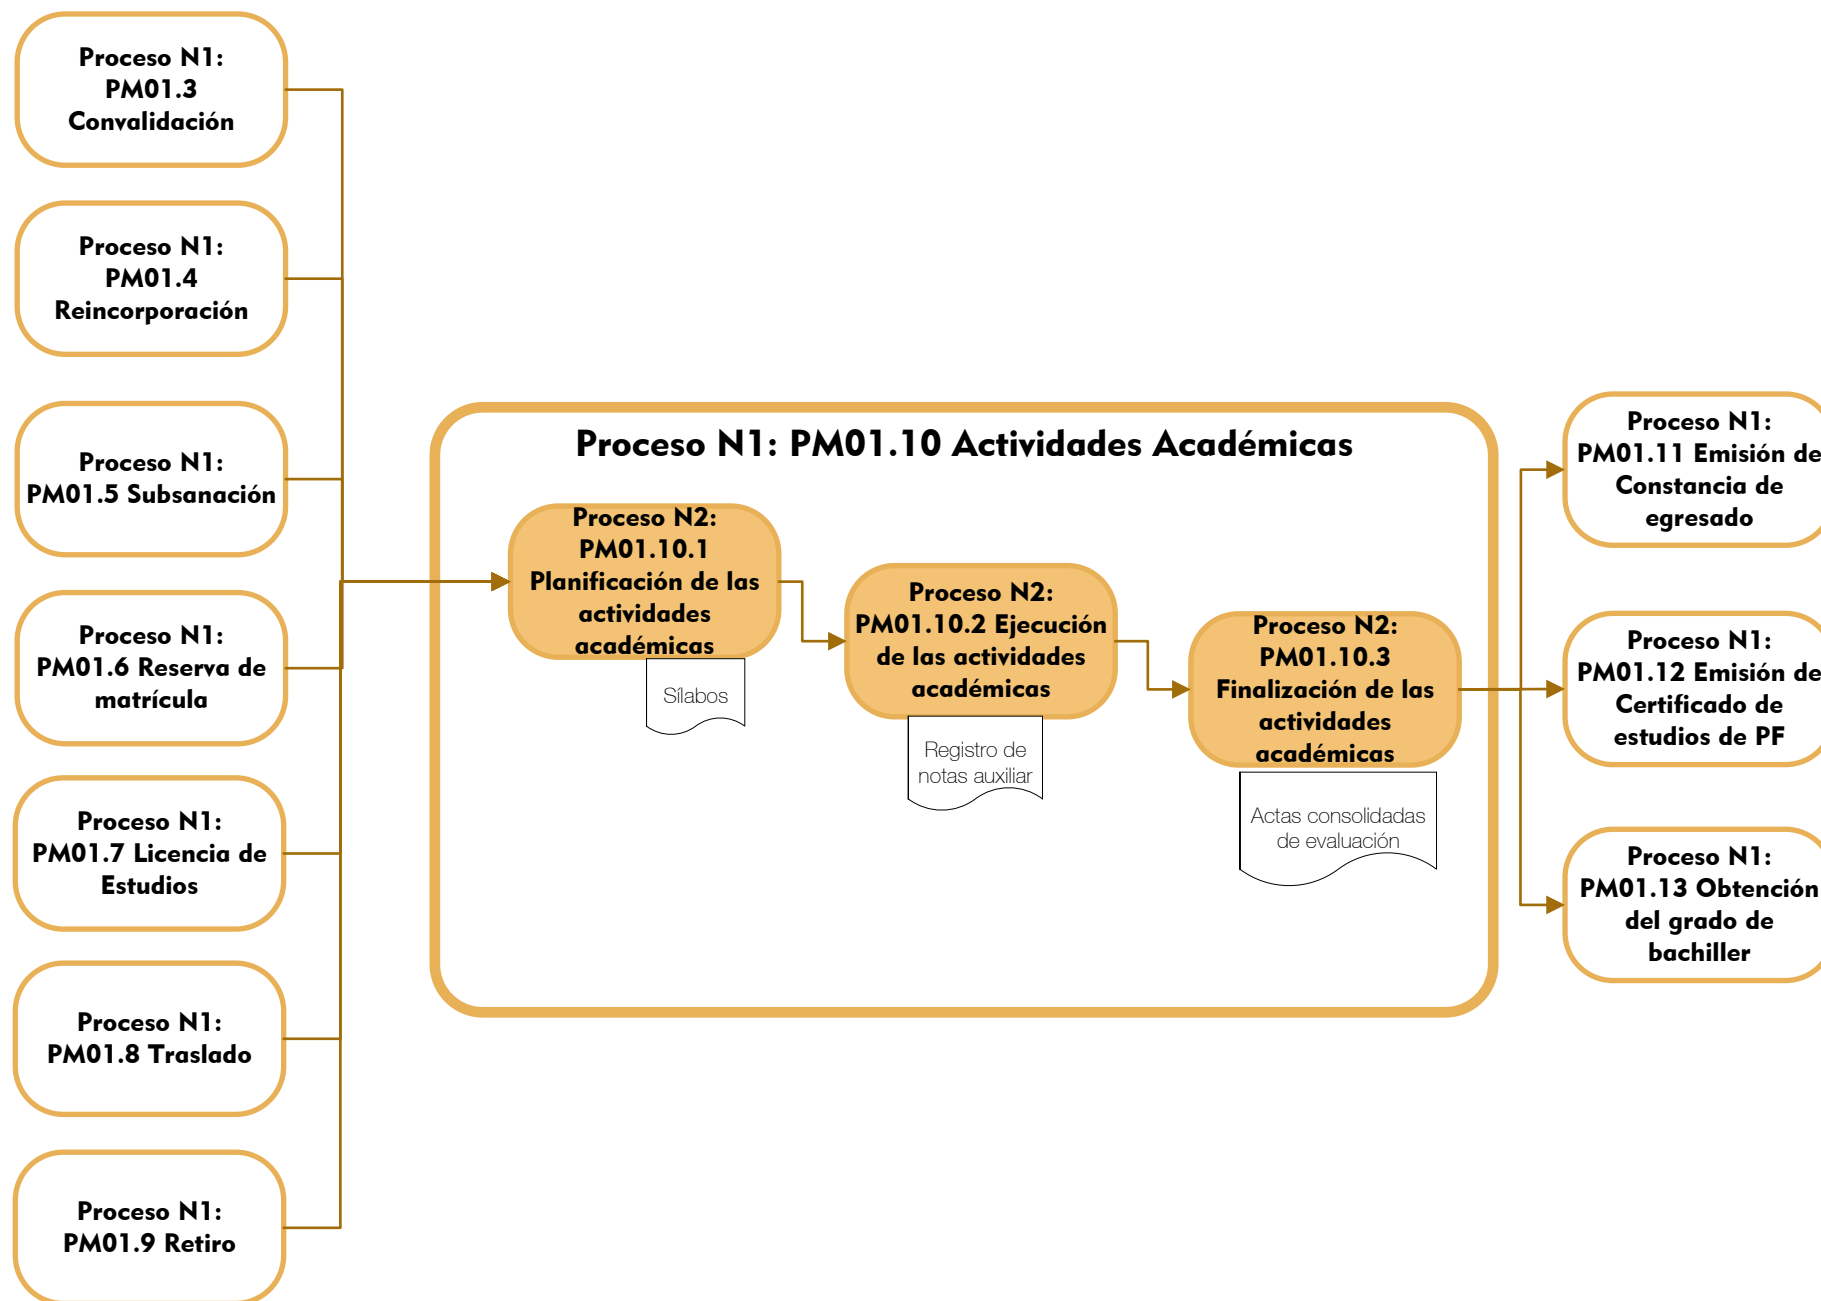 Proceso N1:
PM01.3
Convalidación
Proceso N1:
PM01.4
Reincorporación
Proceso N1:
PM01.5 Subsanación
Proceso N1:
PM01.6 Reserva de
matrícula
Proceso N1:
PM01.7 Licencia de
Estudios
Proceso N1:
PM01.8 Traslado
Proceso N1:
PM01.9 Retiro
Proceso N1: PM01.10 Actividades Académicas
Proceso N2:
PM01.10.1
Planificación de las
actividades
académicas
Sílabos
Proceso N2:
PM01.10.2 Ejecución
de las actividades
académicas
Registro de
notas auxiliar
Proceso N2:
PM01.10.3
Finalización de las
actividades
académicas
Actas consolidadas
de evaluación
Proceso N1:
PM01.11 Emisión de
Constancia de
egresado
Proceso N1:
PM01.12 Emisión de
Certificado de
estudios de PF
Proceso N1:
PM01.13 Obtención
del grado de
bachiller